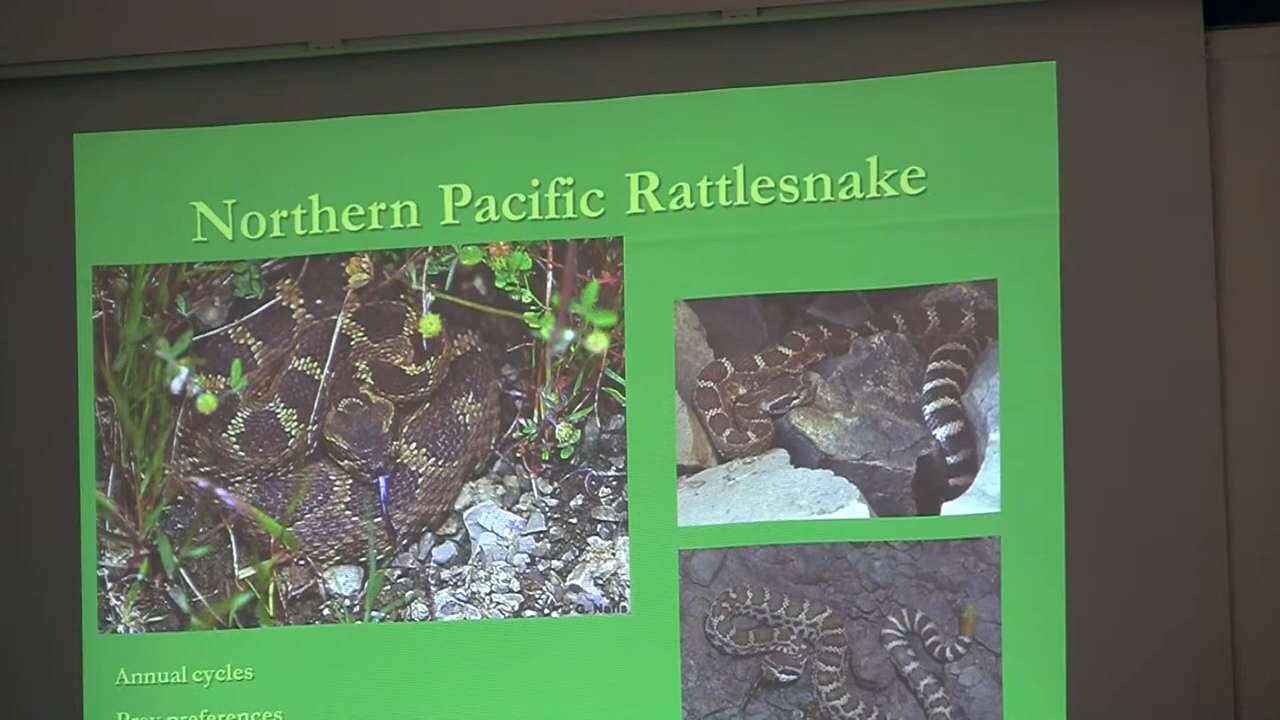 Northern Pacific Rattlesnake
G. Nafis
Annual cycles
Prey preferences